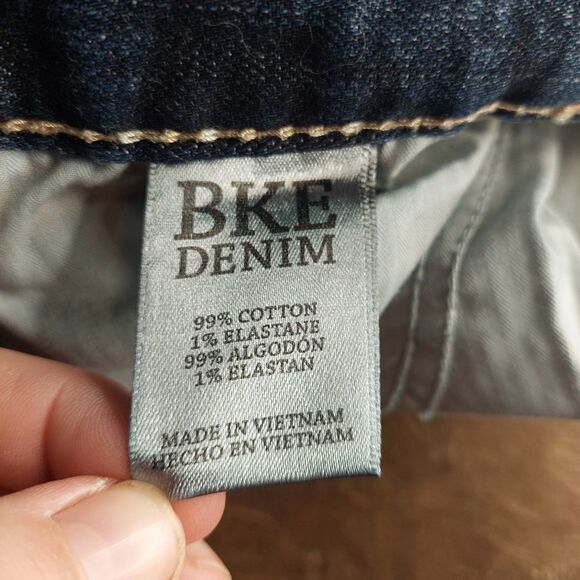 BKE
DENIM
99% COTTON
1% ELASTANE
99% ALGODÓN
1% ELASTAN
MADE IN VIETNAM
HECHO EN VIETNAM